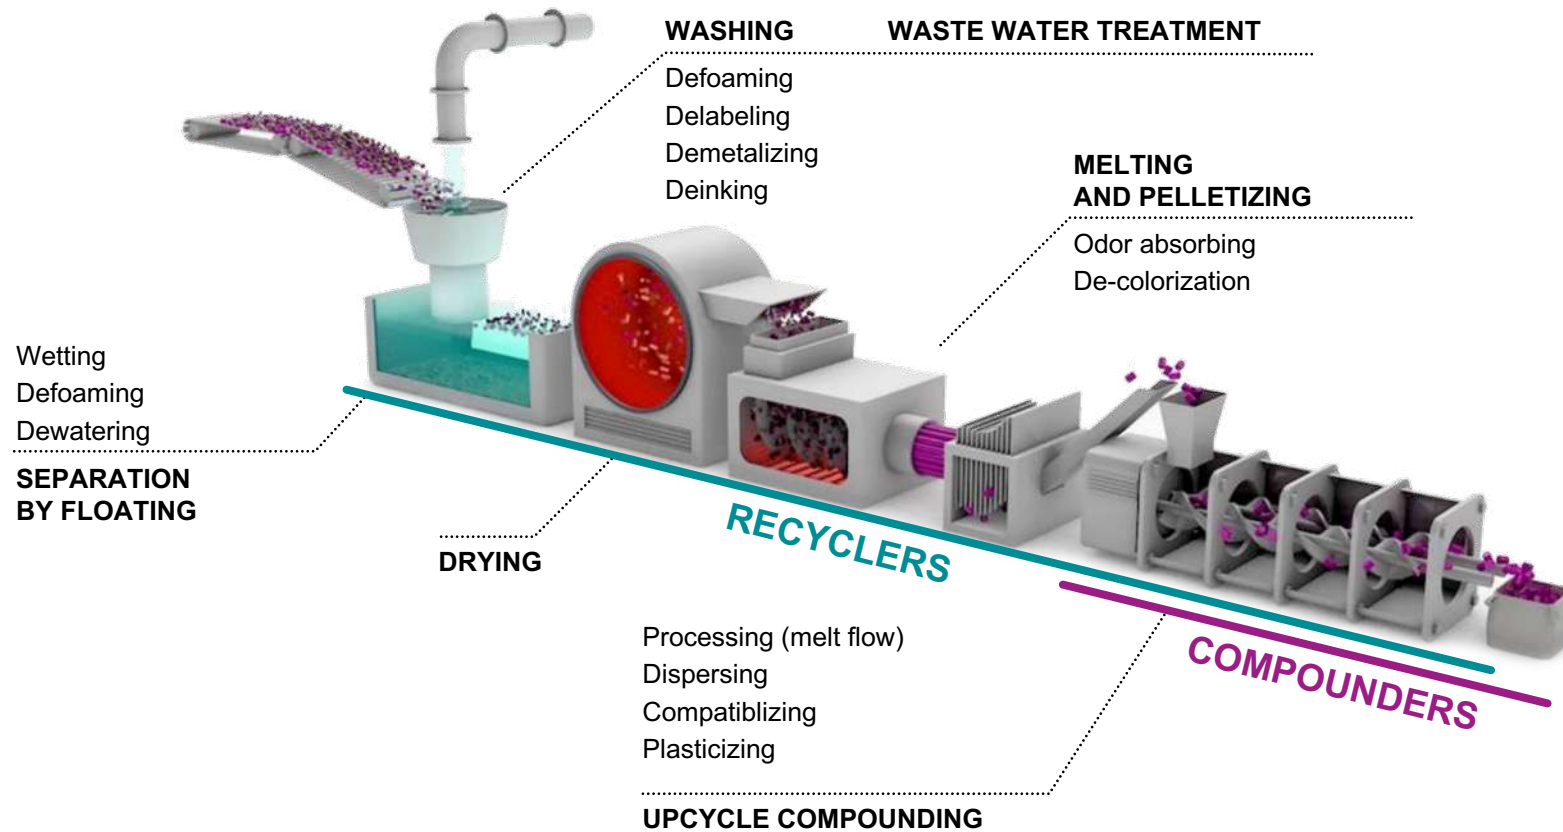 WASHING
WASTE WATER TREATMENT
Defoaming
Delabeling
Demetalizing
Deinking
MELTING
AND PELLETIZING
Odor absorbing
De-colorization
Wetting
Defoaming
Dewatering
SEPARATION
BY FLOATING
DRYING
RECYCLERS
COMPOUNDERS
Processing (melt flow)
Dispersing
Compatiblizing
Plasticizing
UPCYCLE COMPOUNDING